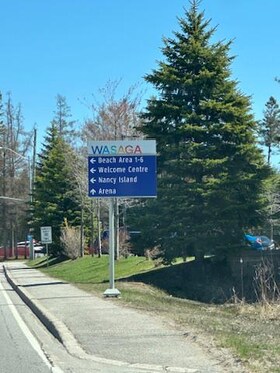 WASAGA
← Beach Area 1-6
← Welcome Centre
← Nancy Island
↑ Arena